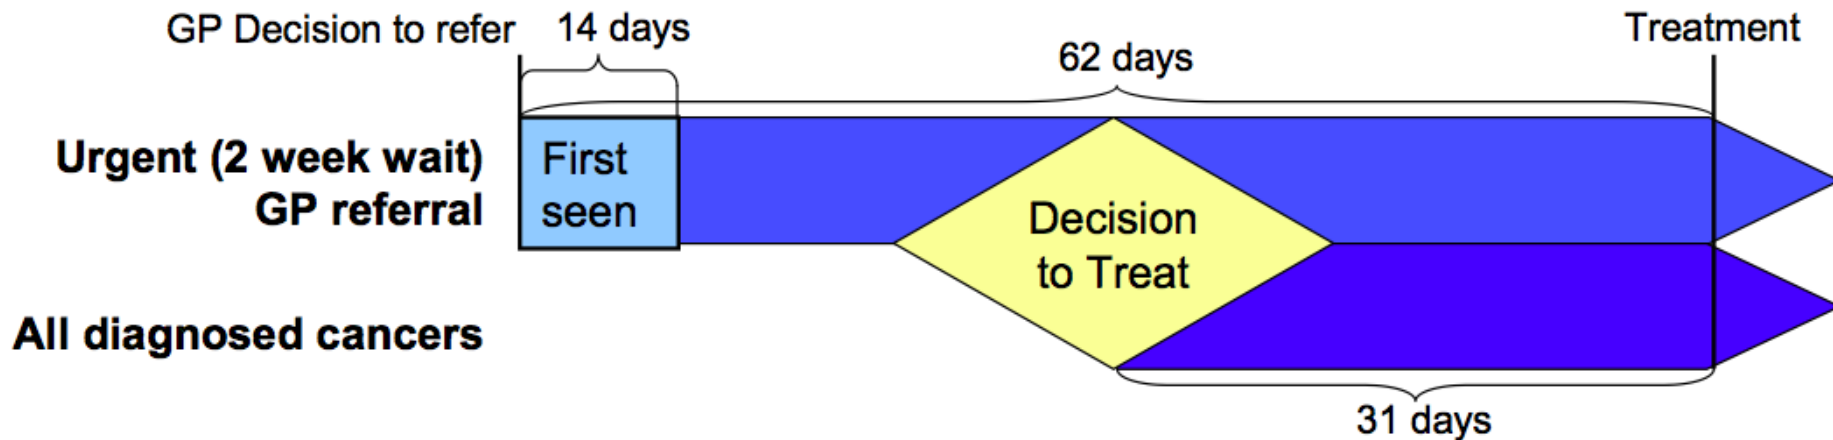 GP Decision to refer
14 days
62 days
Treatment
Urgent (2 week wait)
GP referral
First
seen
Decision
to Treat
All diagnosed cancers
31 days